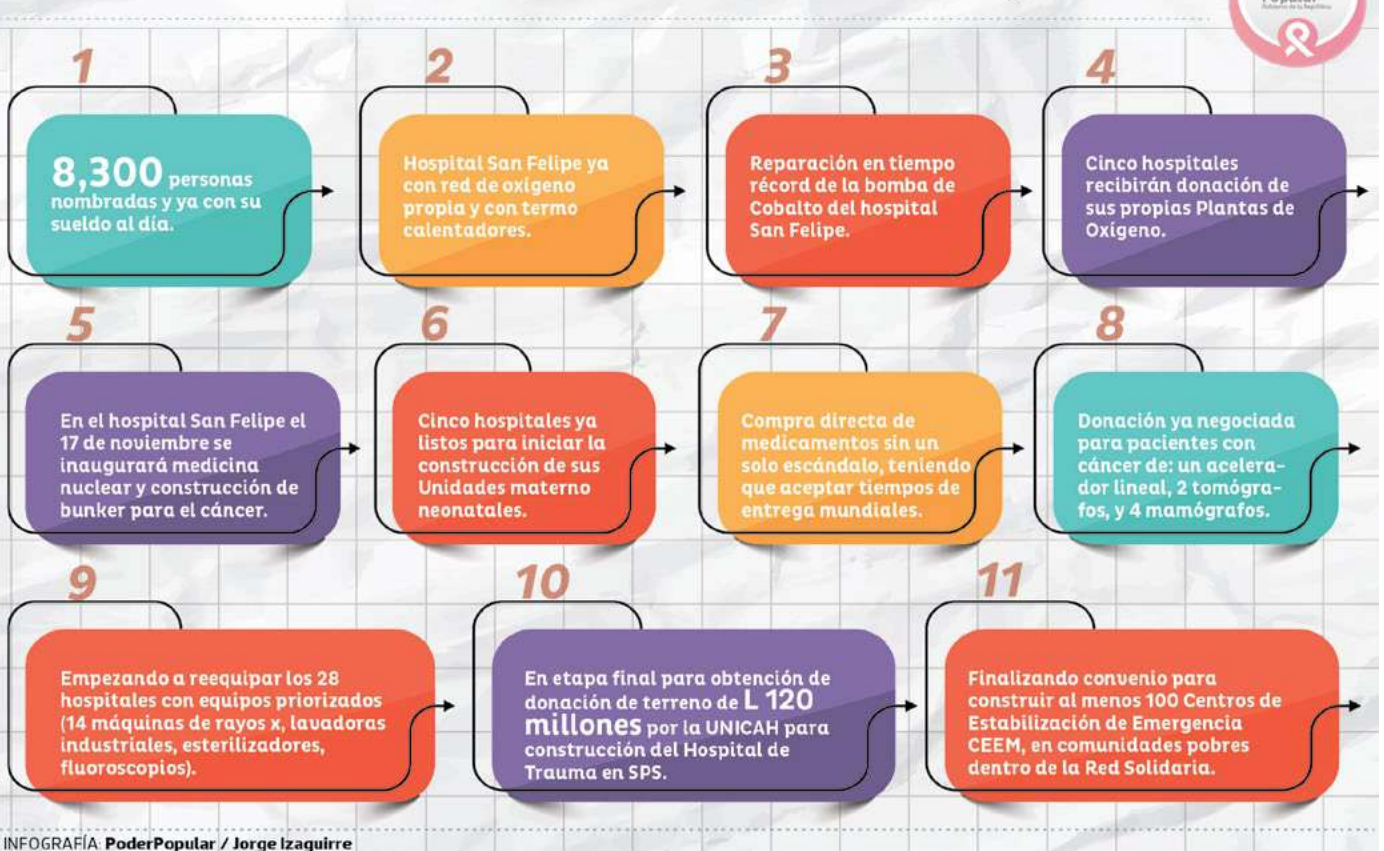 1
8,300 personas
nombradas y ya con su
sueldo al día.
2
Hospital San Felipe ya
con red de oxígeno
propia y con termo
calentadores.
3
Reparación en tiempo
récord de la bomba de
Cobalto del hospital
San Felipe.
4
Cinco hospitales
recibirán donación de
sus propias Plantas de
Oxígeno.
5
En el hospital San Felipe el
17 de noviembre se
inaugurará medicina
nuclear y construcción de
bunker para el cáncer.
6
Cinco hospitales ya
listos para iniciar la
construcción de sus
Unidades materno
neonatales.
7
Compra directa de
medicamentos sin un
solo escándalo, teniendo
que aceptar tiempos de
entrega mundiales.
8
Donación ya negociada
para pacientes con
cáncer de: un acelera-
dor lineal, 2 tomógra-
fos, y 4 mamógrafos.
9
Empezando a reequipar los 28
hospitales con equipos priorizados
(14 máquinas de rayos x, lavadoras
industriales, esterilizadores,
fluoroscopios).
10
En etapa final para obtención de
donación de terreno de L 120
millones por la UNICAH para
construcción del Hospital de
Trauma en SPS.
11
Finalizando convenio para
construir al menos 100 Centros de
Estabilización de Emergencia
CEEM, en comunidades pobres
dentro de la Red Solidaria.
INFOGRAFÍA: PoderPopular / Jorge Izaguirre